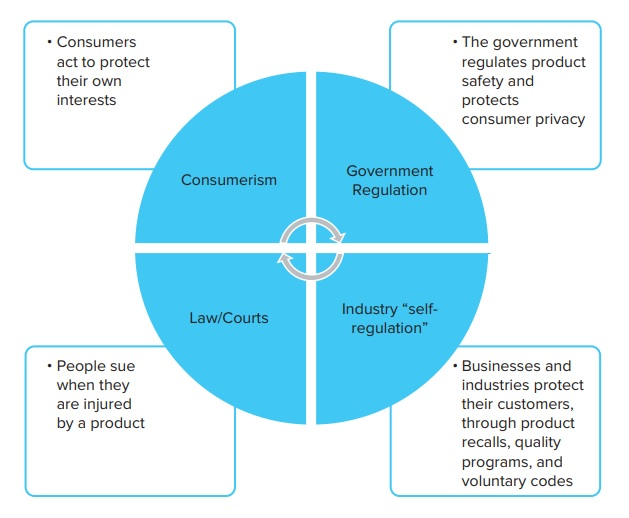 • Consumers
act to protect
their own
interests
• The government
regulates product
safety and
protects
consumer privacy
Consumerism
Government
Regulation
Law/Courts
Industry “self-
regulation”
• People sue
when they
are injured
by a product
• Businesses and
industries protect
their customers,
through product
recalls, quality
programs, and
voluntary codes